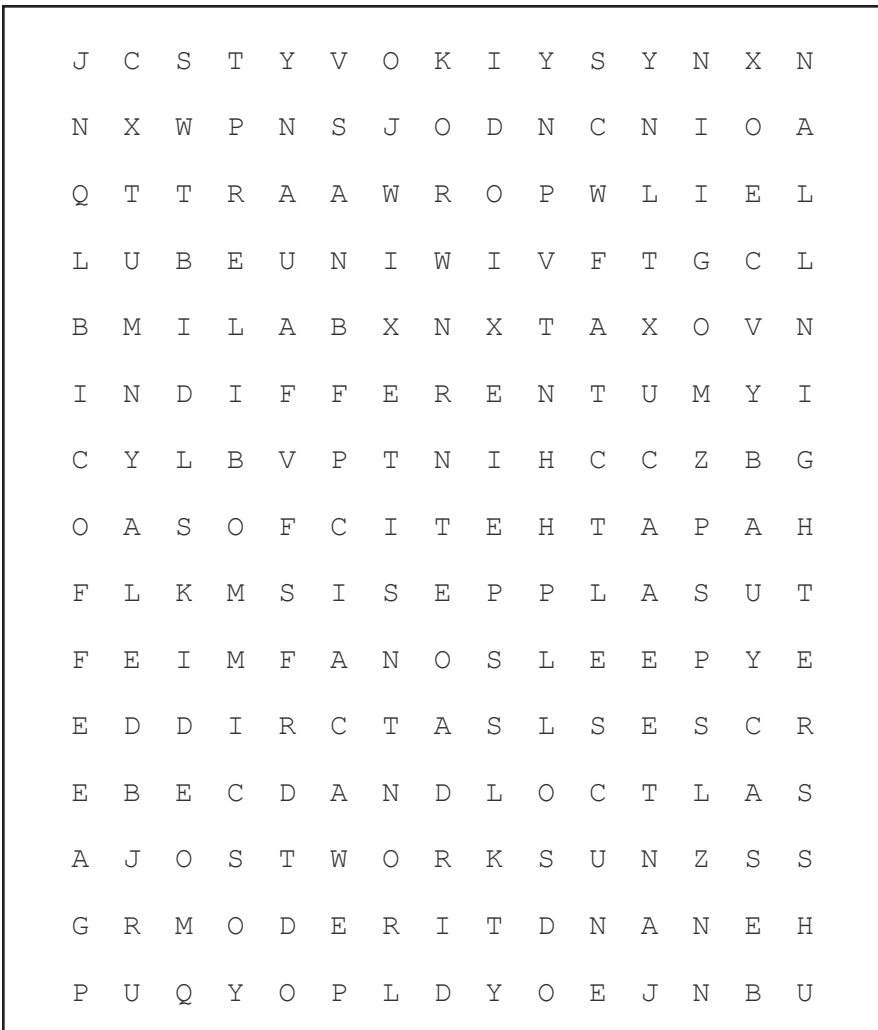 J C S T Y V O K I Y S Y N X N
N X W P N S J O D N C N I O A
Q T T R A A W R O P W L I E L
L U B E U N I W I V F T G C L
B M I L A B X N X T A X O V N
I N D I F F E R E N T U M Y I
C Y L B V P T N I H C C Z B G
O A S O F C I T E H T A P A H
F L K M S I S E P P L A S U T
F E I M F A N O S L E E P Y E
E D D I R C T A S L S E S C R
E B E C D A N D L O C T L A S
A J O S T W O R K S U N Z S S
G R M O D E R I T D N A N E H
P U Q Y O P L D Y O E J N B U